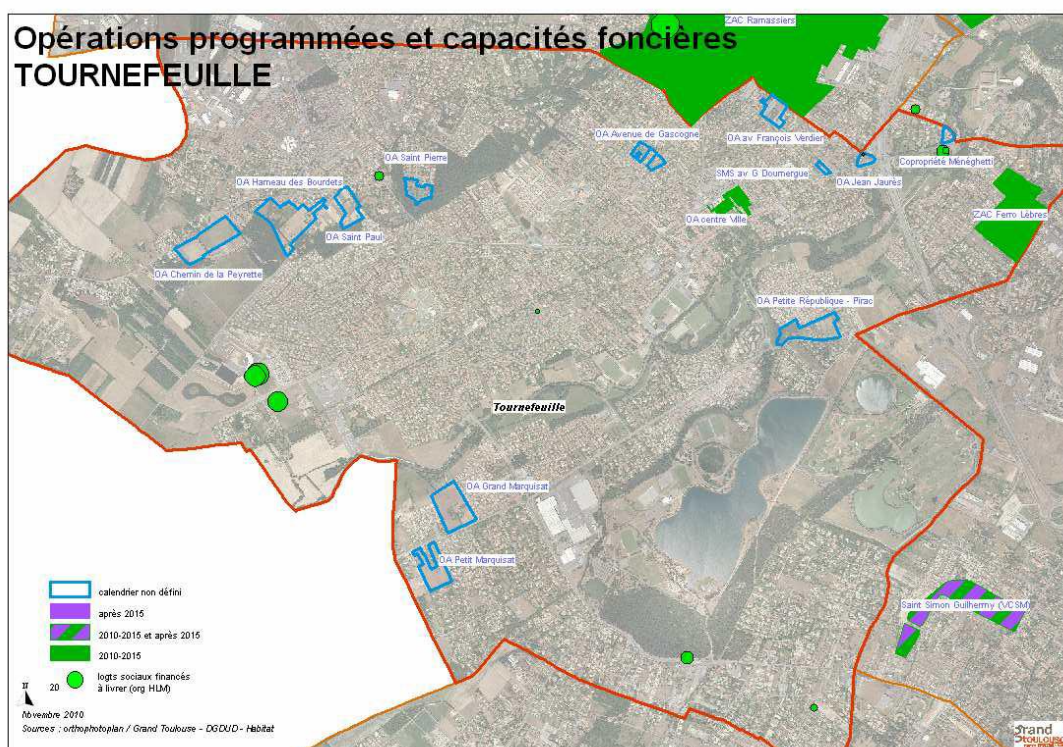 Opérations programmées et capacités foncières
TOURNEFEUILLE
ZAC Ramassiers
OA Avenue de Gascogne
OA av François Verdier
OA Saint Pierre
SMS av G Doumergue
OA Jean Jaurès
Copropriété Ménéghetti
OA Hameau des Bourdets
OA Saint Paul
OA centre Ville
ZAC Ferro Lèbres
OA Chemin de la Peyrette
OA Petite République - Pirac
Tournefeuille
OA Grand Marquisat
OA Petit Marquisat
Saint Simon Guilhermy (VCSM)
calendrier non défini
après 2015
2010-2015 et après 2015
2010-2015
20
logts sociaux financés
à livrer (org HLM)
N
Novembre 2010
Sources : orthophotoplan / Grand Toulouse - DGDUD - Habitat
Grand
TOULOUSE